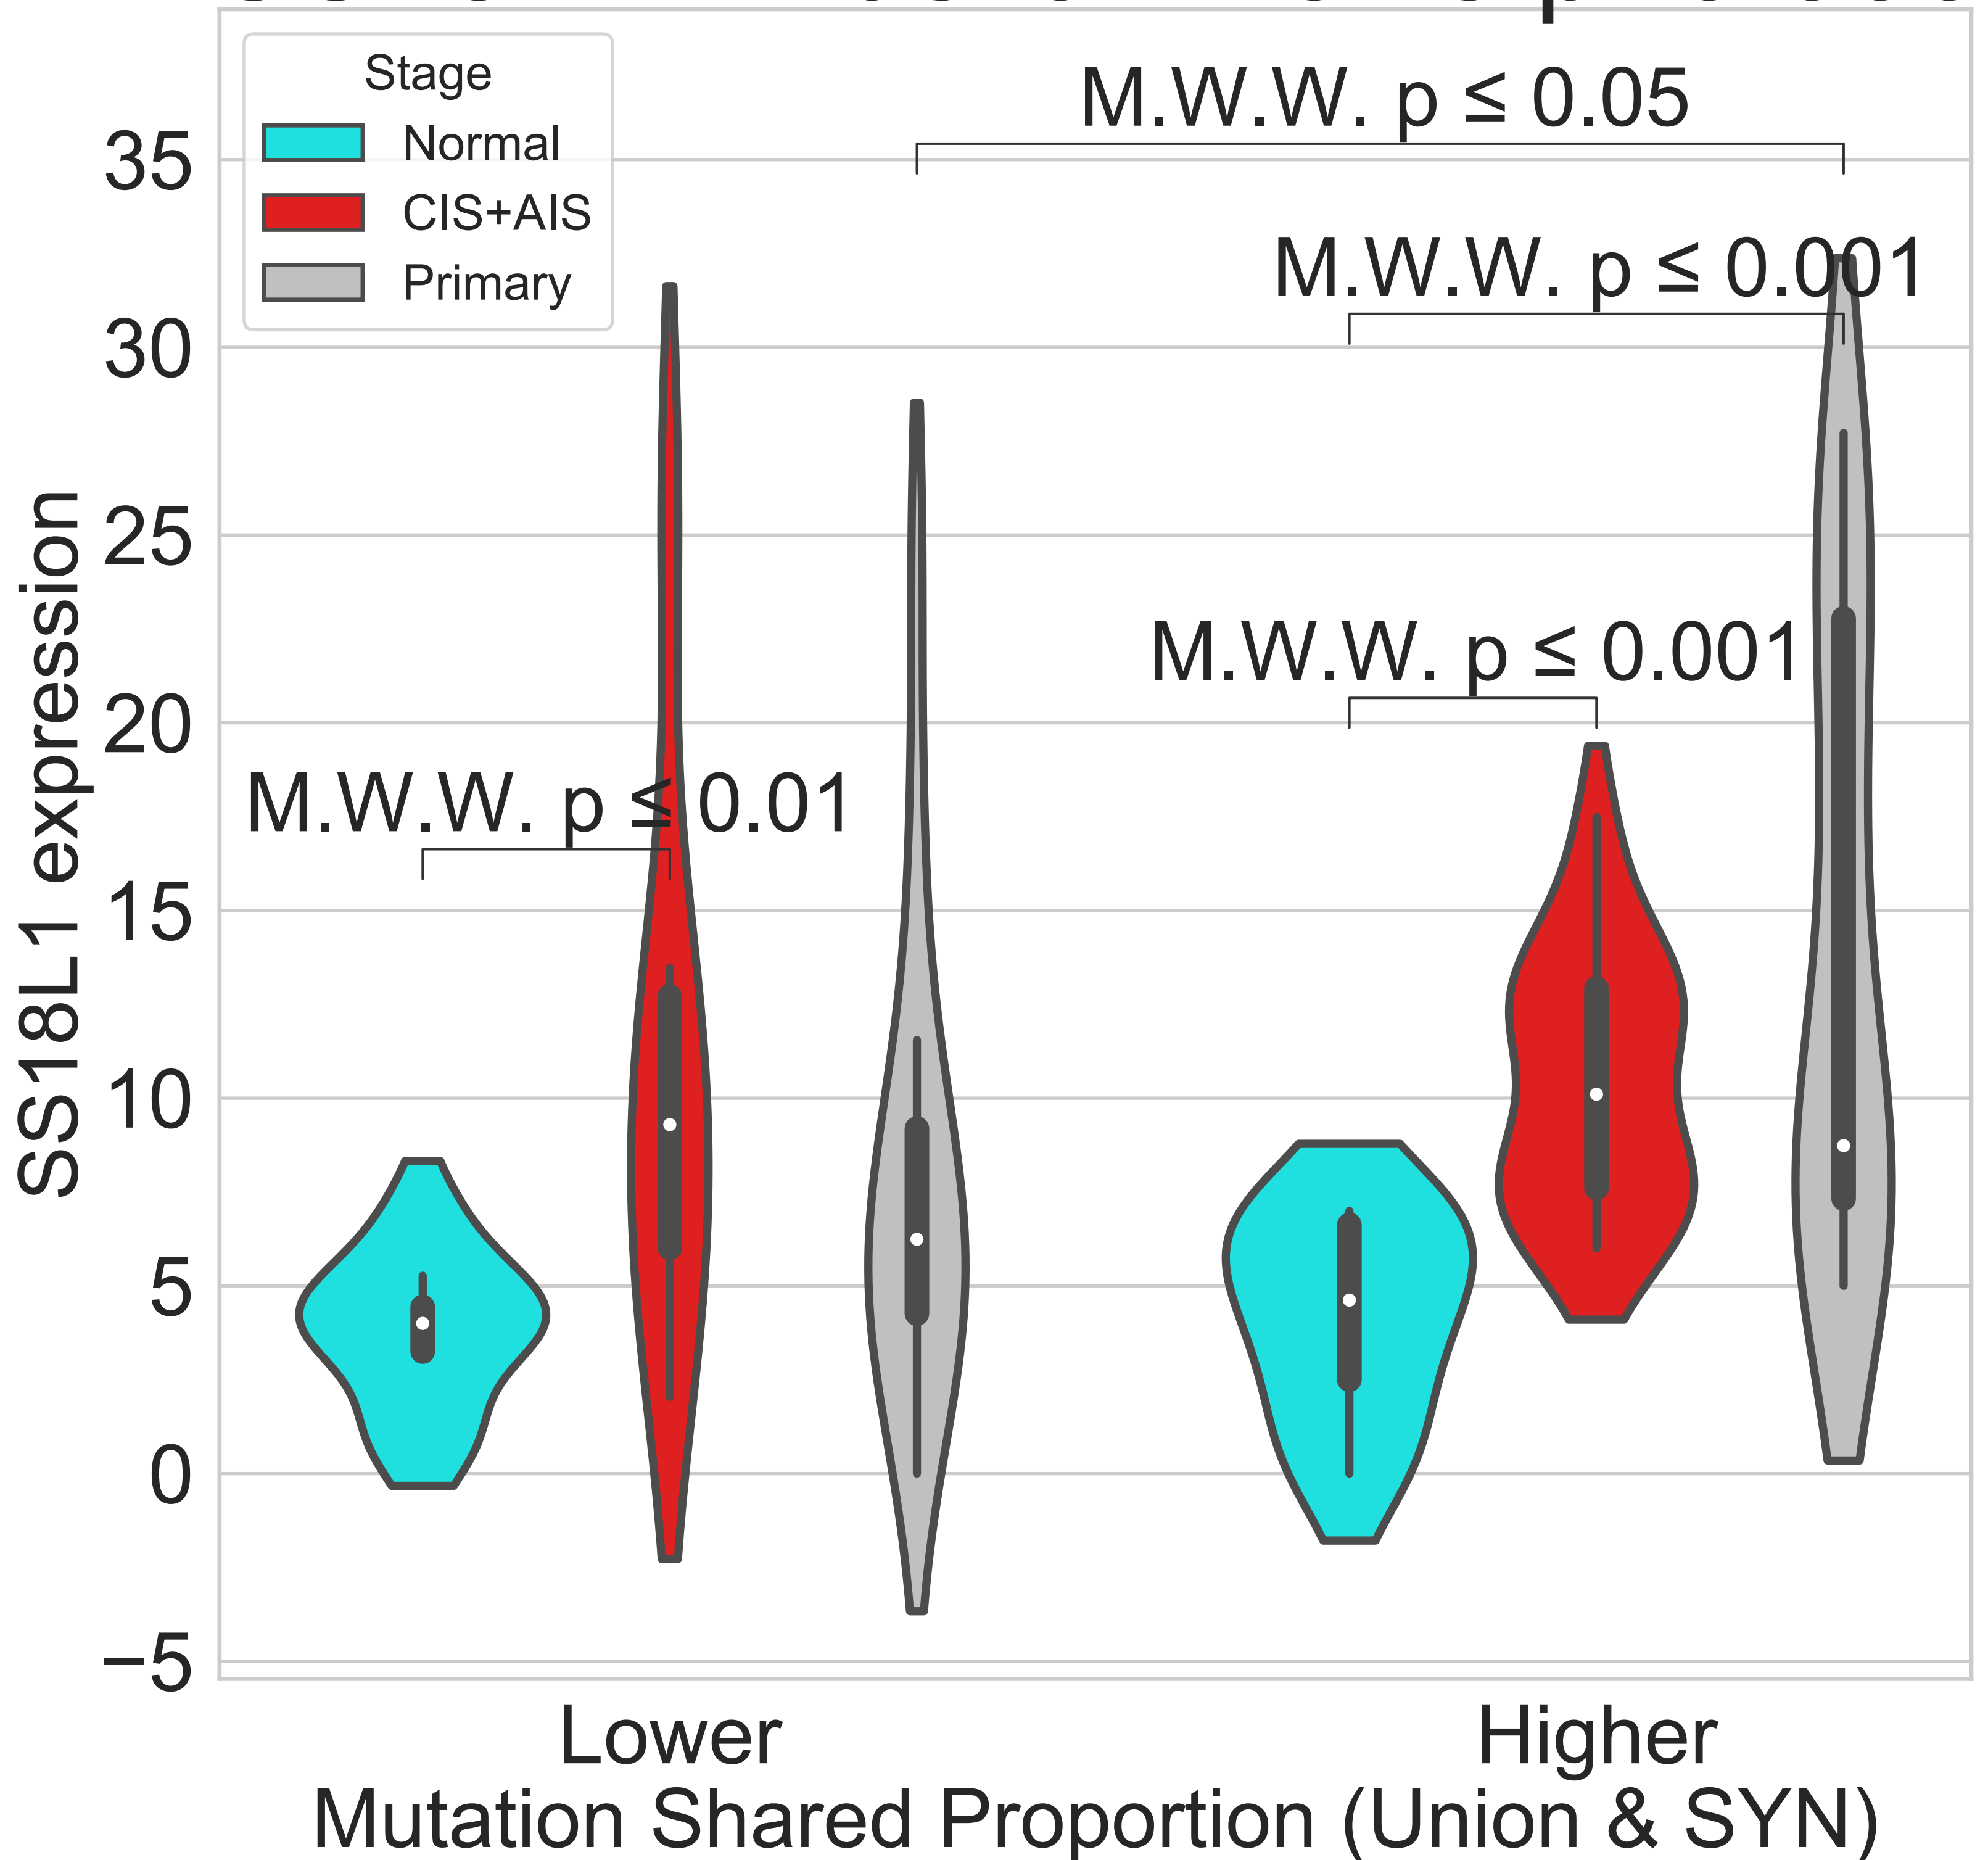 Stage
Normal
CIS+AIS
Primary
M.W.W. p ≤ 0.05
M.W.W. p ≤ 0.001
M.W.W. p ≤ 0.001
M.W.W. p ≤ 0.01
SS18L1 expression
35
30
25
20
15
10
5
0
−5
Lower
Higher
Mutation Shared Proportion (Union & SYN)